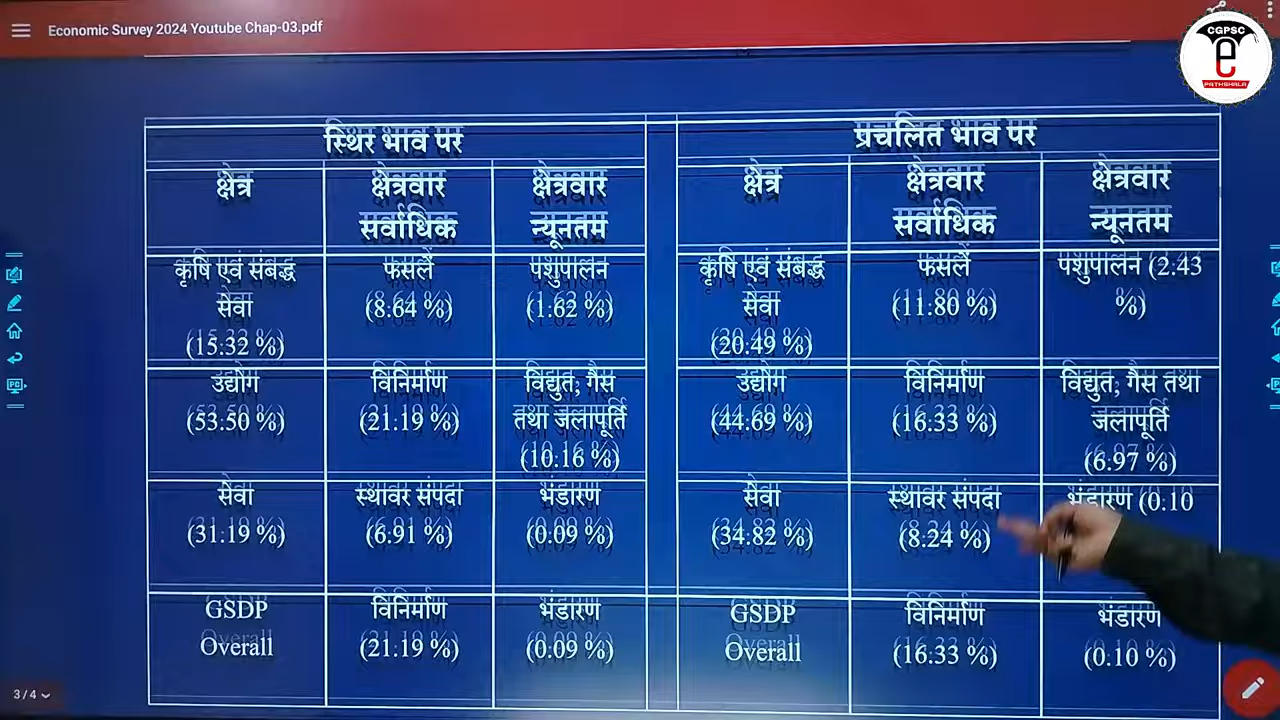 Economic Survey 2024 Youtube Chap-03.pdf
CGPSC
e
PATHSHALA
स्थिर भाव पर
प्रचलित भाव पर
क्षेत्र
क्षेत्रवार
सर्वाधिक
क्षेत्रवार
न्यूनतम
क्षेत्र
क्षेत्रवार
सर्वाधिक
क्षेत्रवार
न्यूनतम
कृषि एवं संबद्ध
सेवा
(15.32 %)
फसलें
(8.64 %)
पशुपालन
(1.62 %)
कृषि एवं संबद्ध
सेवा
(20.49 %)
फसलें
(11.80 %)
पशुपालन (2.43
%)
उद्योग
(53.50 %)
विनिर्माण
(21.19 %)
विद्युत, गैस
तथा जलापूर्ति
(10.16 %)
उद्योग
(44.69 %)
विनिर्माण
(16.33 %)
विद्युत, गैस तथा
जलापूर्ति
(6.97 %)
सेवा
(31.19 %)
स्थावर संपदा
(6.91 %)
भंडारण
(0.09 %)
सेवा
(34.82 %)
स्थावर संपदा
(8.24 %)
भंडारण (0.10
GSDP
Overall
विनिर्माण
(21.19 %)
भंडारण
(0.09 %)
GSDP
Overall
विनिर्माण
(16.33 %)
भंडारण
(0.10 %)
3 / 4